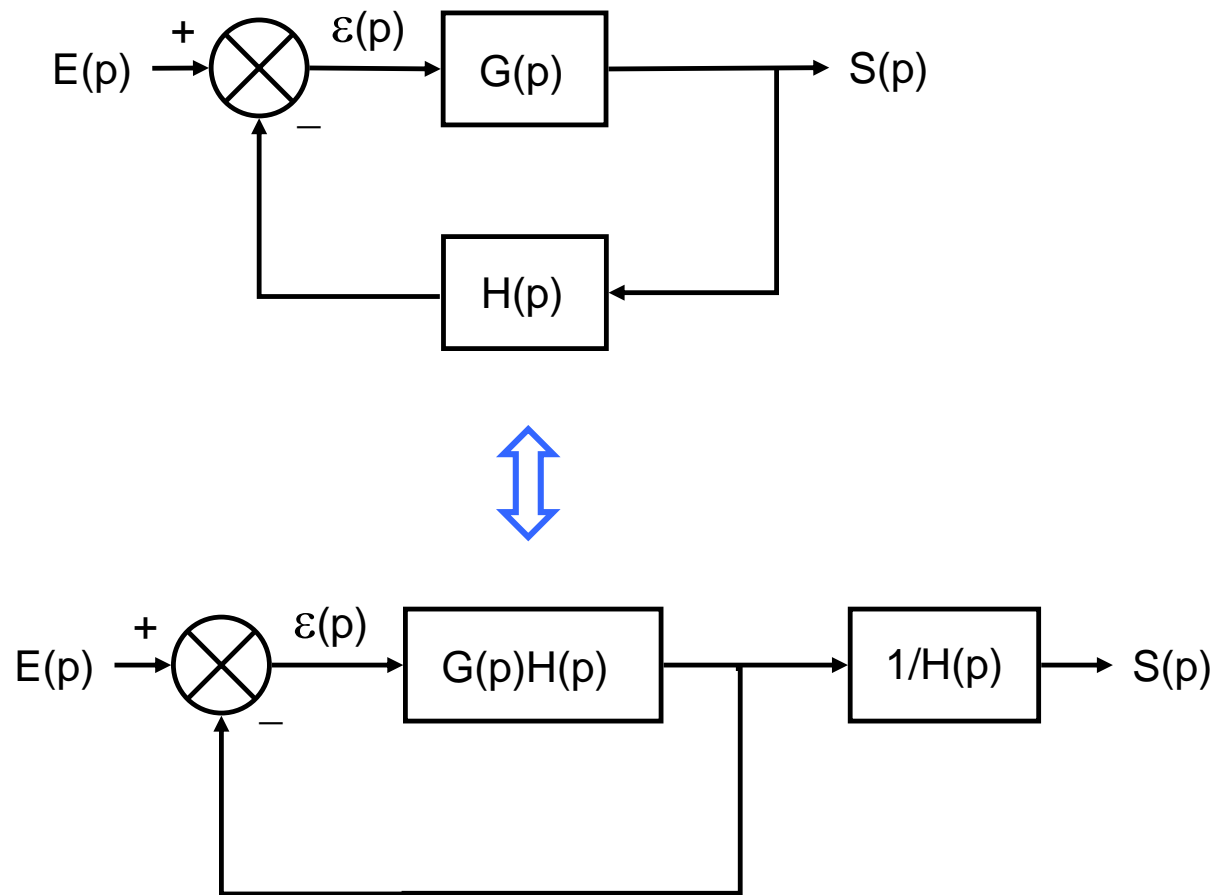 + ε(p)
E(p) G(p) S(p)
–
H(p)
+ ε(p)
E(p) G(p)H(p) 1/H(p) S(p)
–